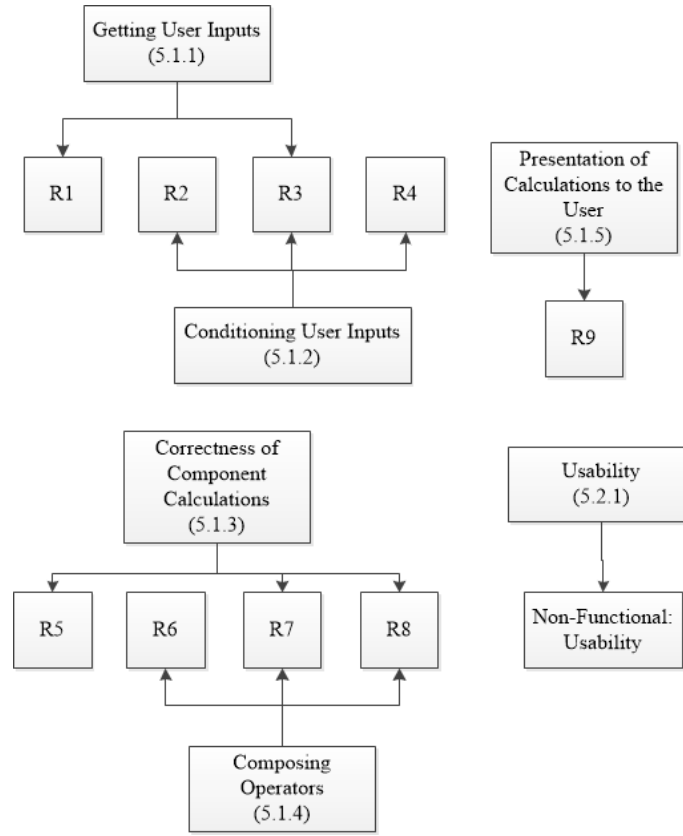 Getting User Inputs
(5.1.1)
R1
R2
R3
R4
Presentation of
Calculations to the
User
(5.1.5)
Conditioning User Inputs
(5.1.2)
R9
Correctness of
Component
Calculations
(5.1.3)
Usability
(5.2.1)
R5
R6
R7
R8
Non-Functional:
Usability
Composing
Operators
(5.1.4)